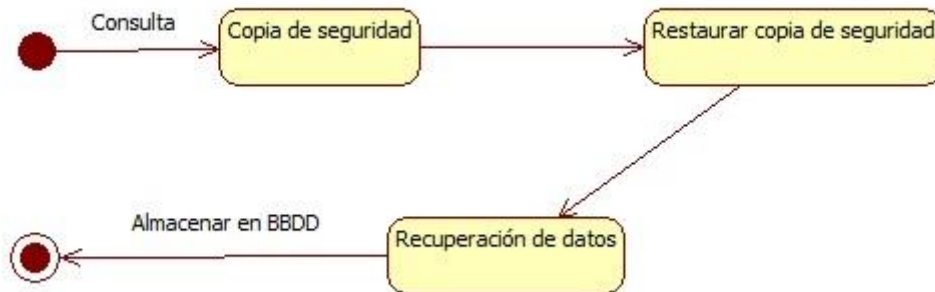 Consulta
Copia de seguridad
Restaurar copia de seguridad
Almacenar en BBDD
Recuperación de datos